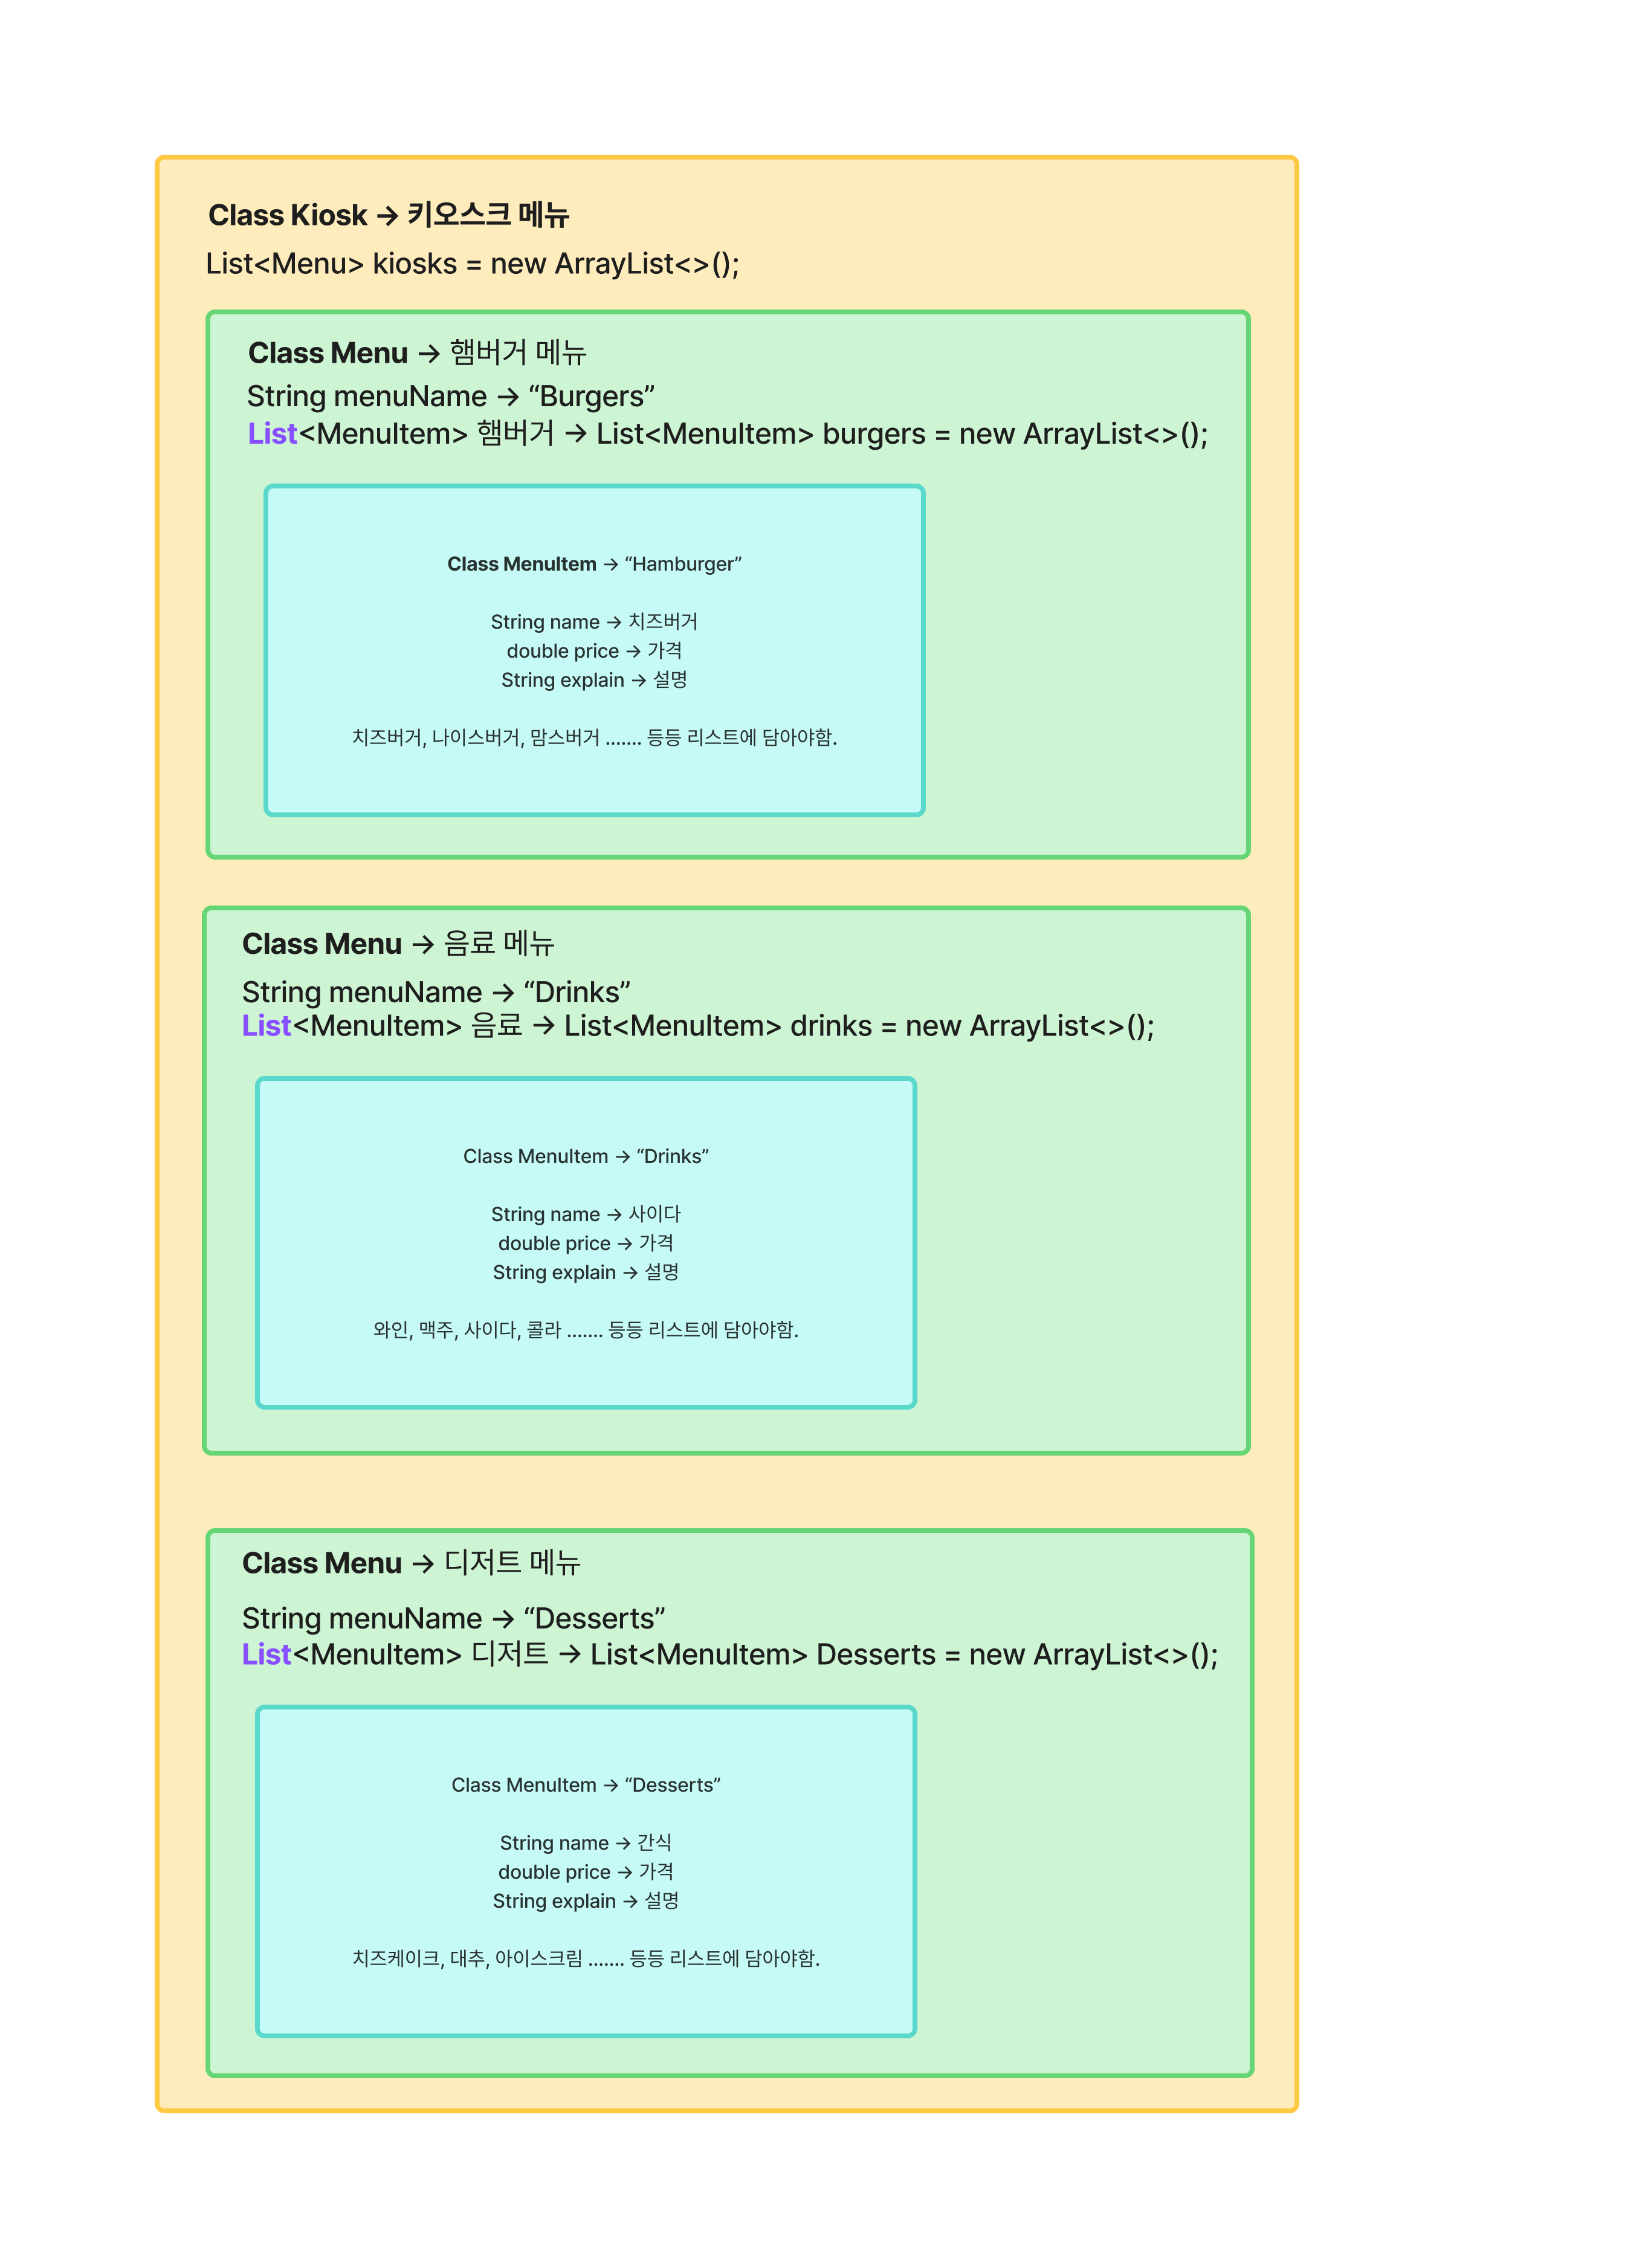 Class Kiosk → 키오스크 메뉴
List<Menu> kiosks = new ArrayList<>();
Class Menu → 햄버거 메뉴
String menuName → “Burgers”
List<MenuItem> 햄버거 → List<MenuItem> burgers = new ArrayList<>();
Class MenuItem → “Hamburger”
String name → 치즈버거
double price → 가격
String explain → 설명
치즈버거, 나이스버거, 맘스버거 ....... 등등 리스트에 담아야함.
Class Menu → 음료 메뉴
String menuName → “Drinks”
List<MenuItem> 음료 → List<MenuItem> drinks = new ArrayList<>();
Class MenuItem → “Drinks”
String name → 사이다
double price → 가격
String explain → 설명
와인, 맥주, 사이다, 콜라 ....... 등등 리스트에 담아야함.
Class Menu → 디저트 메뉴
String menuName → “Desserts”
List<MenuItem> 디저트 → List<MenuItem> Desserts = new ArrayList<>();
Class MenuItem → “Desserts”
String name → 간식
double price → 가격
String explain → 설명
치즈케이크, 대추, 아이스크림 ....... 등등 리스트에 담아야함.